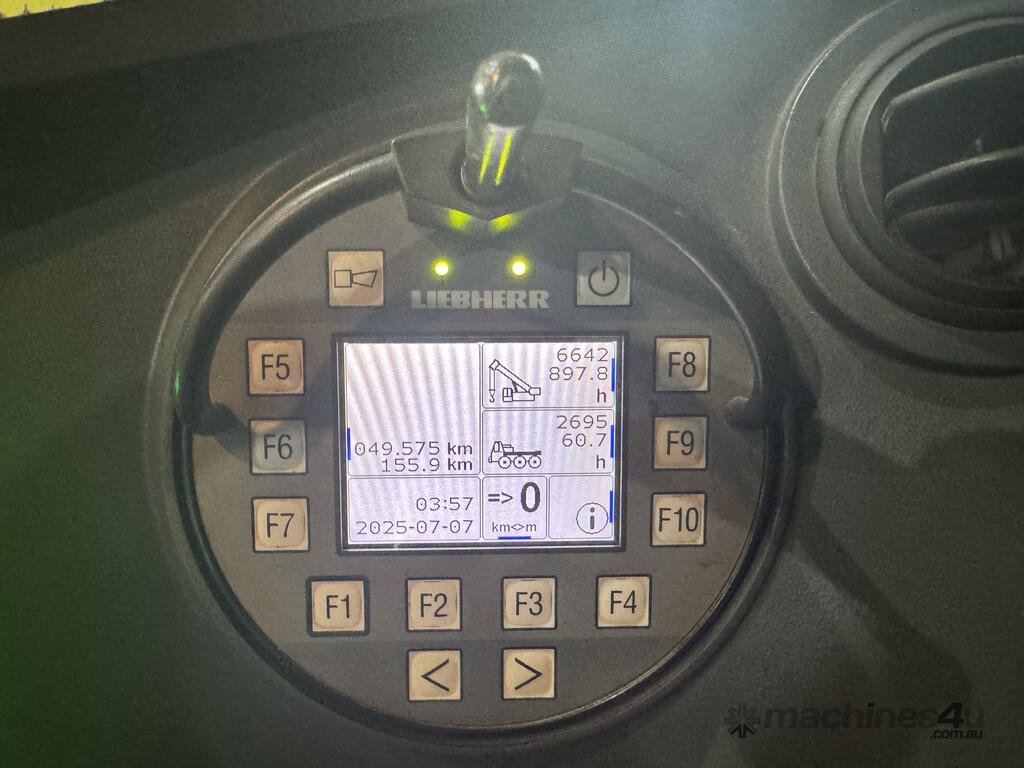 LIEBHERR
F5
F8
6642
897.8
h
F6
F9
049.575 km
155.9 km
2695
60.7
h
F7
F10
03:57
2025-07-07
=> 0
km<>m
i
F1
F2
F3
F4
<
>
machines4u
.com.au